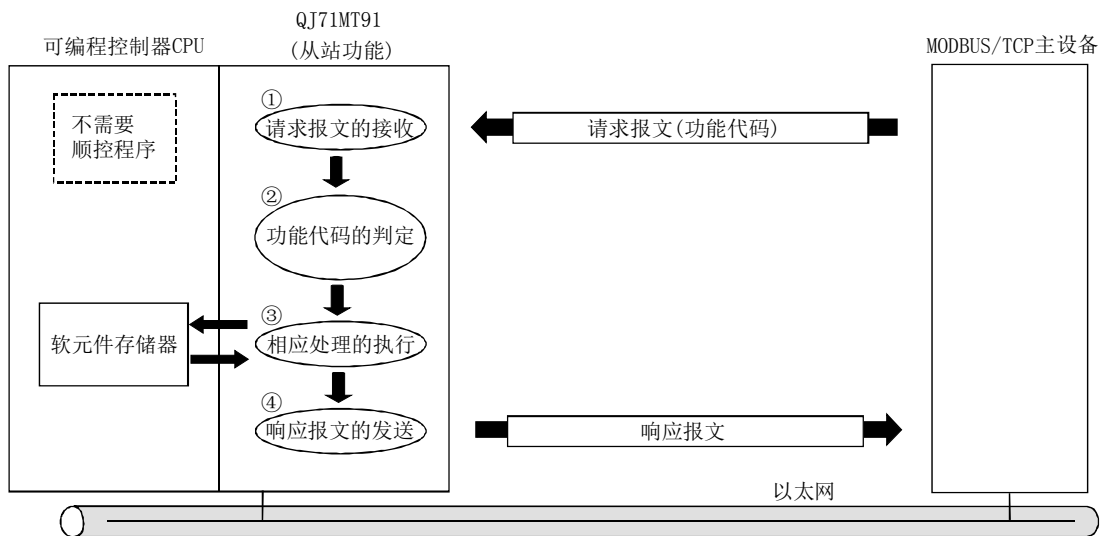 QJ71MT91
可编程控制器CPU
(从站功能)
MODBUS/TCP主设备
不需要
顺控程序
①
请求报文的接收
请求报文(功能代码)
②
功能代码的判定
软元件存储器
③
相应处理的执行
④
响应报文的发送
响应报文
以太网